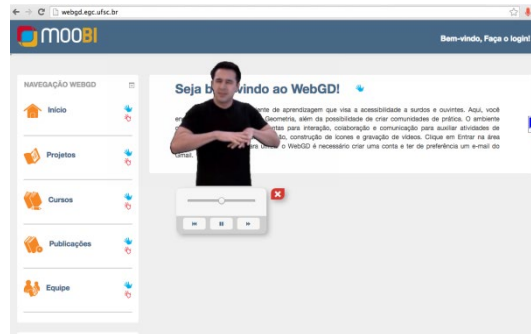 webgd.egc.ufsc.br
MOOBI
Bem-vindo, Faça o login!
NAVEGAÇÃO WEBGD
Início
Projetos
Cursos
Publicações
Equipe
Seja b vindo ao WebGD!
ente de aprendizagem que visa a acessibilidade a surdos e ouvintes. Aqui, você
Geometria, além da possibilidade de criar comunidades de prática. O ambiente
ntas para interação, colaboração e comunicação para auxiliar atividades de
ão, construção de ícones e gravação de vídeos. Clique em Entrar na área
o WebGD é necessário criar uma conta e ter de preferência um e-mail do
Gmail.